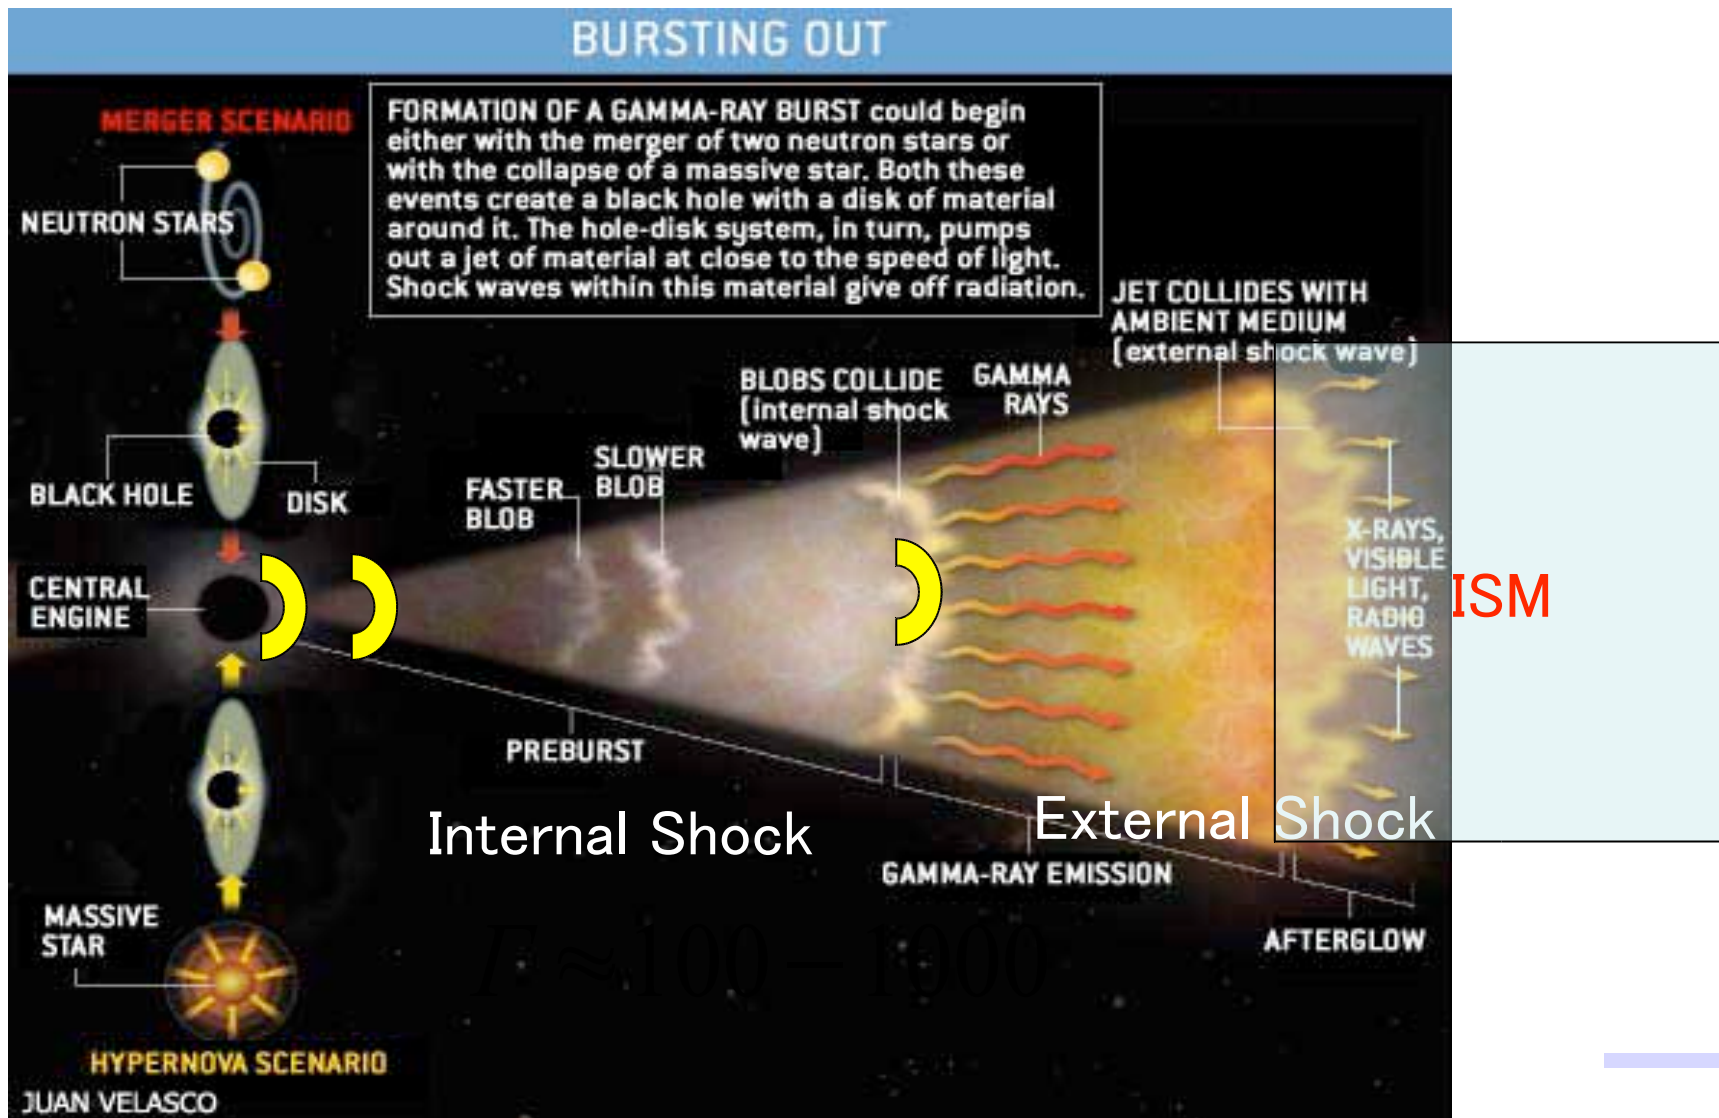 BURSTING OUT
MERGER SCENARIO
FORMATION OF A GAMMA-RAY BURST could begin
either with the merger of two neutron stars or
with the collapse of a massive star. Both these
events create a black hole with a disk of material
around it. The hole-disk system, in turn, pumps
out a jet of material at close to the speed of light.
Shock waves within this material give off radiation.
NEUTRON STARS
JET COLLIDES WITH
AMBIENT MEDIUM
(external shock wave)
BLOBS COLLIDE
(internal shock
wave)
GAMMA
RAYS
SLOWER
BLOB
FASTER
BLOB
BLACK HOLE
DISK
X-RAYS,
VISIBLE
LIGHT,
RADIO
WAVES
ISM
CENTRAL
ENGINE
PREBURST
Internal Shock
External Shock
GAMMA-RAY EMISSION
MASSIVE
STAR
AFTERGLOW
Γ ≈ 100 − 1000
HYPERNOVA SCENARIO
JUAN VELASCO